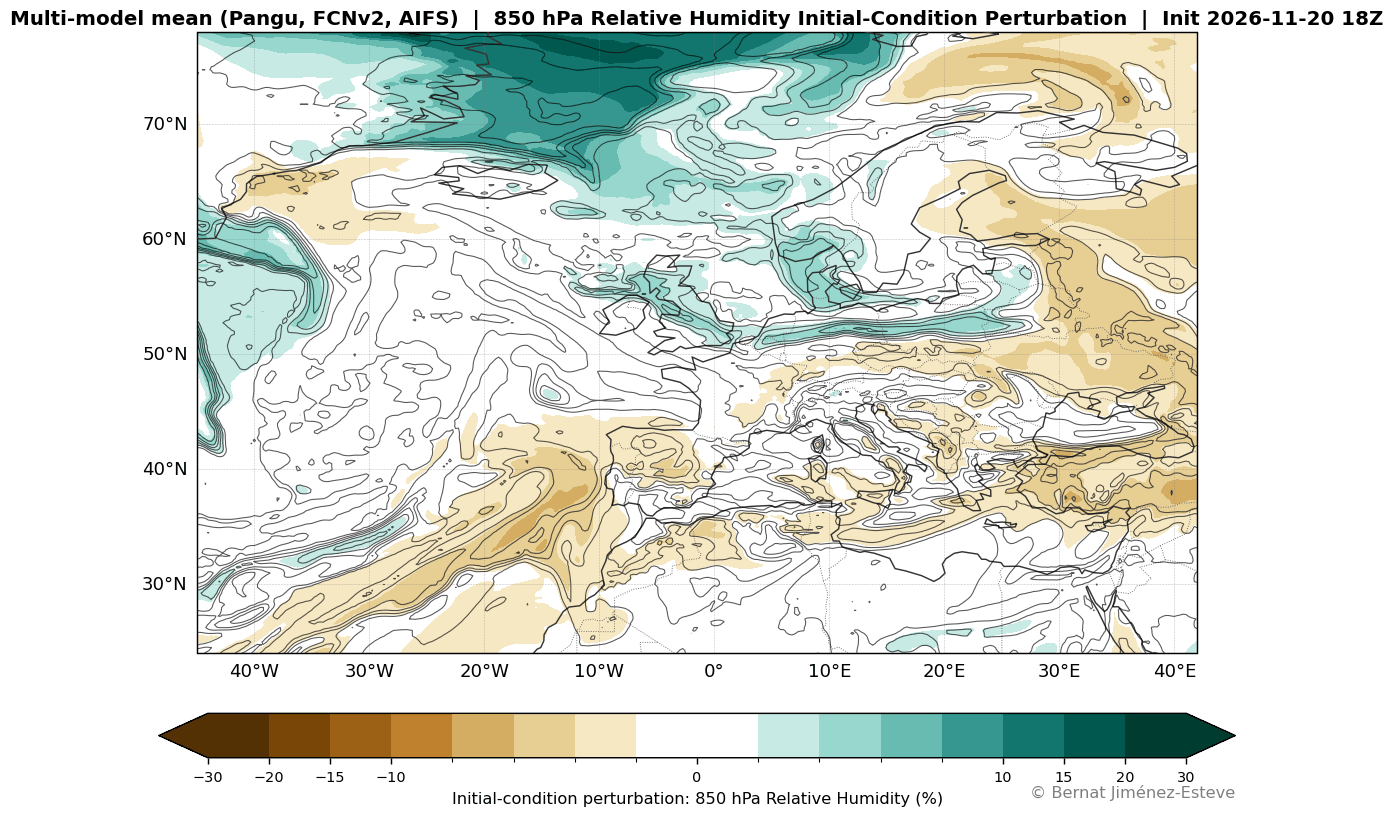 Multi-model mean (Pangu, FCNv2, AIFS) | 850 hPa Relative Humidity Initial-Condition Perturbation | Init 2026-11-20 18Z
70°N
60°N
50°N
40°N
30°N
40°W 30°W 20°W 10°W 0° 10°E 20°E 30°E 40°E
−30 −20 −15 −10 0 10 15 20 30
Initial-condition perturbation: 850 hPa Relative Humidity (%)
© Bernat Jiménez-Esteve